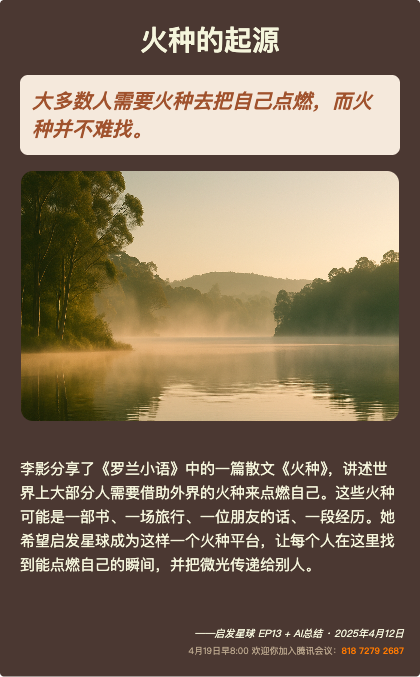 火种的起源
大多数人需要火种去把自己点燃，而火
种并不难找。
李影分享了《罗兰小语》中的一篇散文《火种》，讲述世
界上大部分人需要借助外界的火种来点燃自己。这些火种
可能是一部书、一场旅行、一位朋友的话、一段经历。她
希望启发星球成为这样一个火种平台，让每个人在这里找
到能点燃自己的瞬间，并把微光传递给别人。
——启发星球 EP13 + AI总结 · 2025年4月12日
4月19日早8:00 欢迎你加入腾讯会议：818 7279 2687